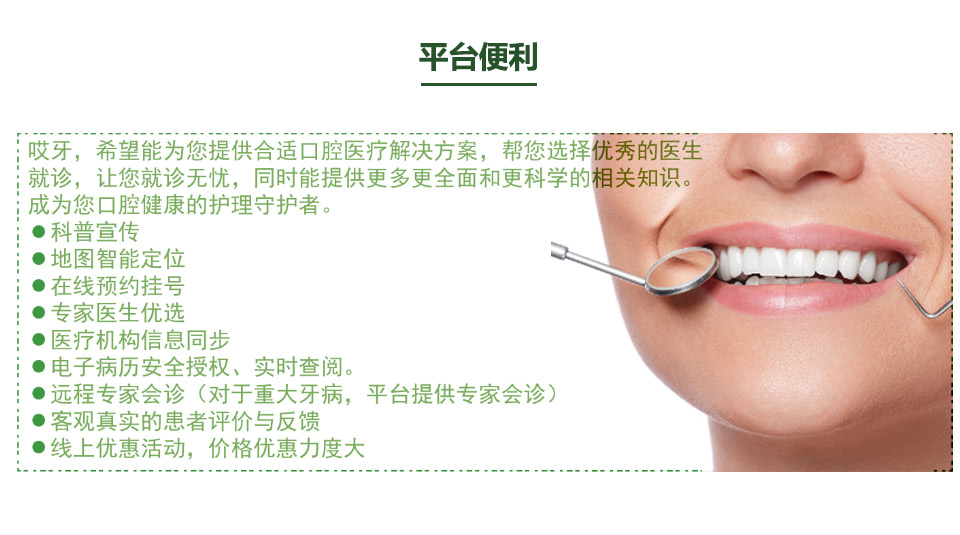 平台便利
哎牙，希望能为您提供合适口腔医疗解决方案，帮您选择优秀的医生
就诊，让您就诊无忧，同时能提供更多更全面和更科学的相关知识。
成为您口腔健康的护理守护者。
●科普宣传
●地图智能定位
●在线预约挂号
●专家医生优选
●医疗机构信息同步
●电子病历安全授权、实时查阅。
●远程专家会诊（对于重大牙病，平台提供专家会诊）
●客观真实的患者评价与反馈
●线上优惠活动，价格优惠力度大